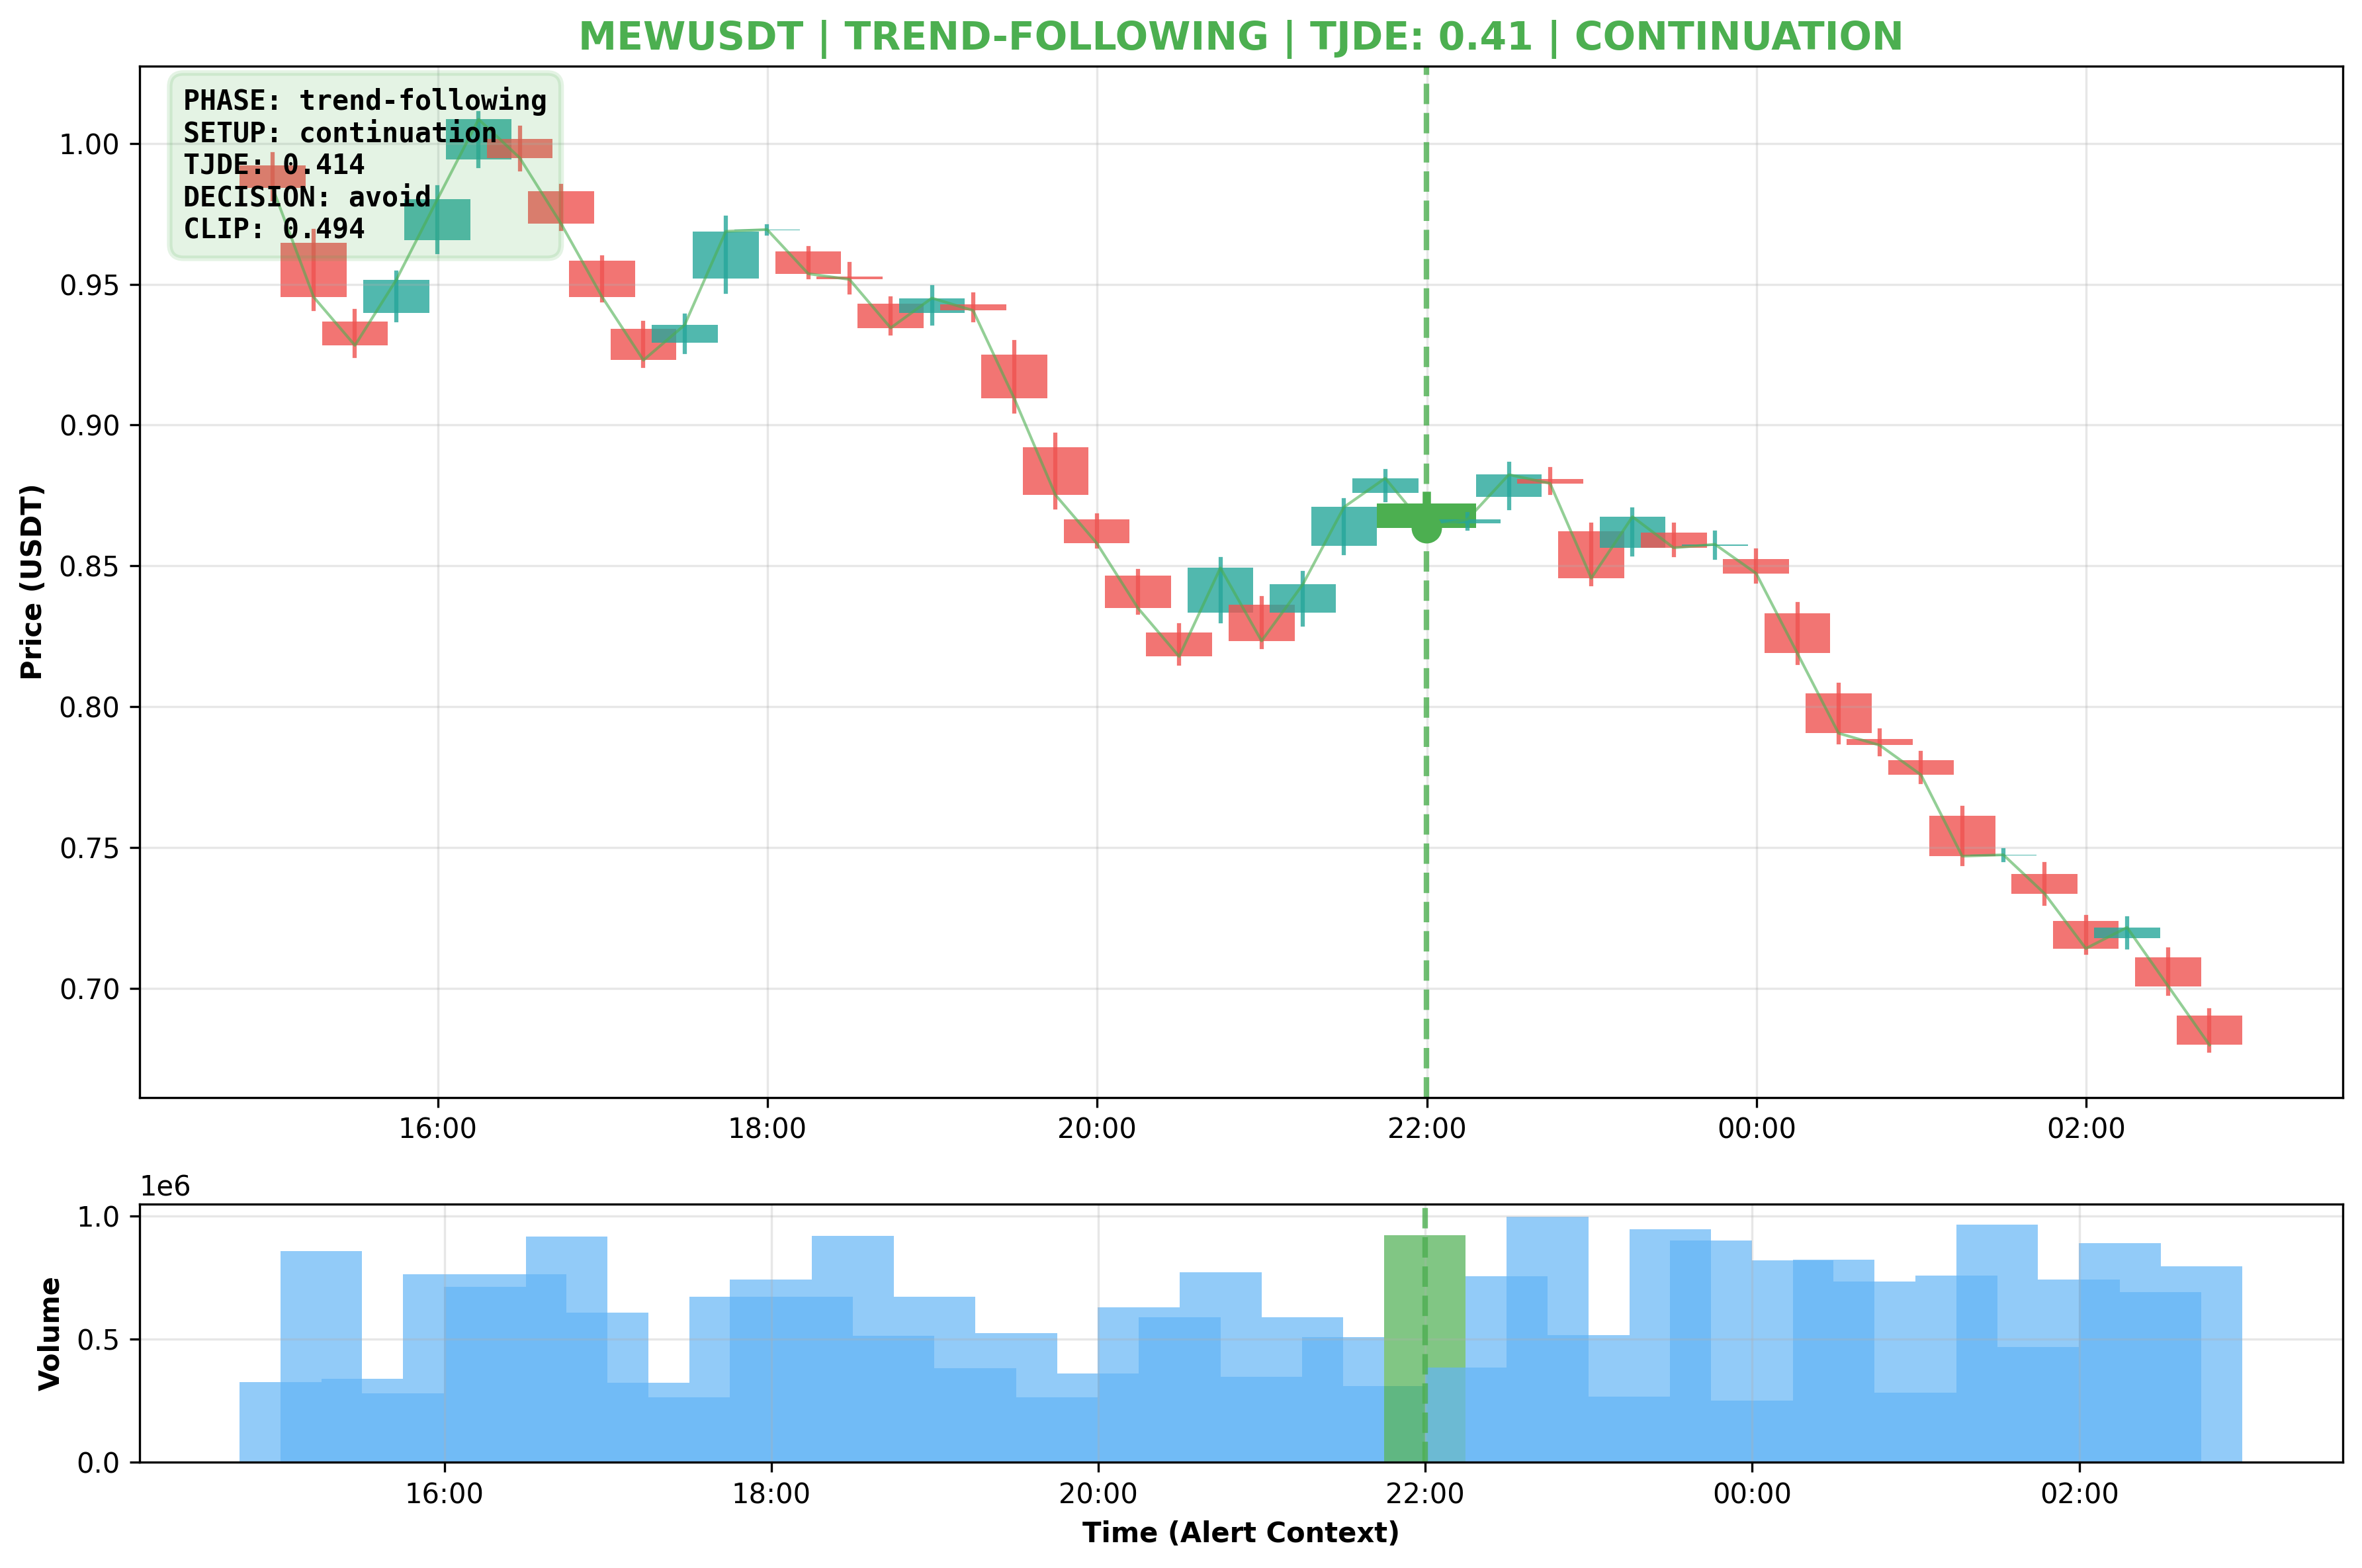 MEWUSDT | TREND-FOLLOWING | TJDE: 0.41 | CONTINUATION
PHASE: trend-following
SETUP: continuation
TJDE: 0.414
DECISION: avoid
CLIP: 0.494
Price (USDT)
1.00
0.95
0.90
0.85
0.80
0.75
0.70
16:00 18:00 20:00 22:00 00:00 02:00
1e6
Volume
1.0
0.5
0.0
16:00 18:00 20:00 22:00 00:00 02:00
Time (Alert Context)